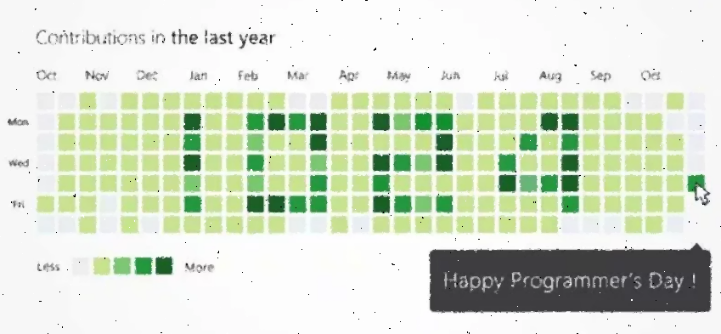 Contributions in the last year
Oct Nov Dec Jan Feb Mar Apr May Jun Jul Aug Sep Oct
Mon
Wed
Fri
Less More
Happy Programmer's Day !